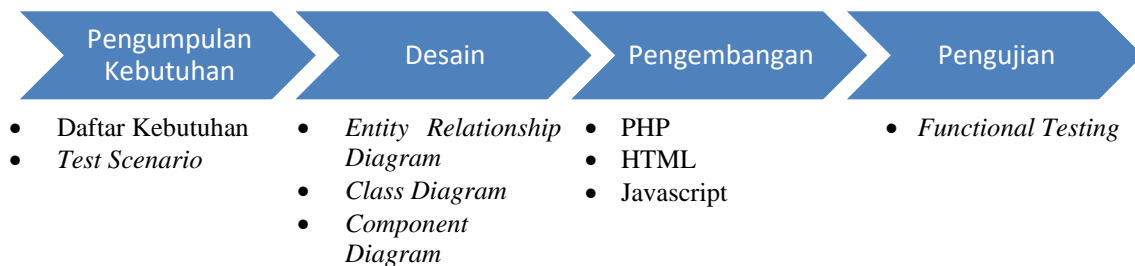 Pengumpulan
Kebutuhan
Desain
Pengembangan
Pengujian
• Daftar Kebutuhan
• Test Scenario
• Entity Relationship
Diagram
• Class Diagram
• Component
Diagram
• PHP
• HTML
• Javascript
• Functional Testing